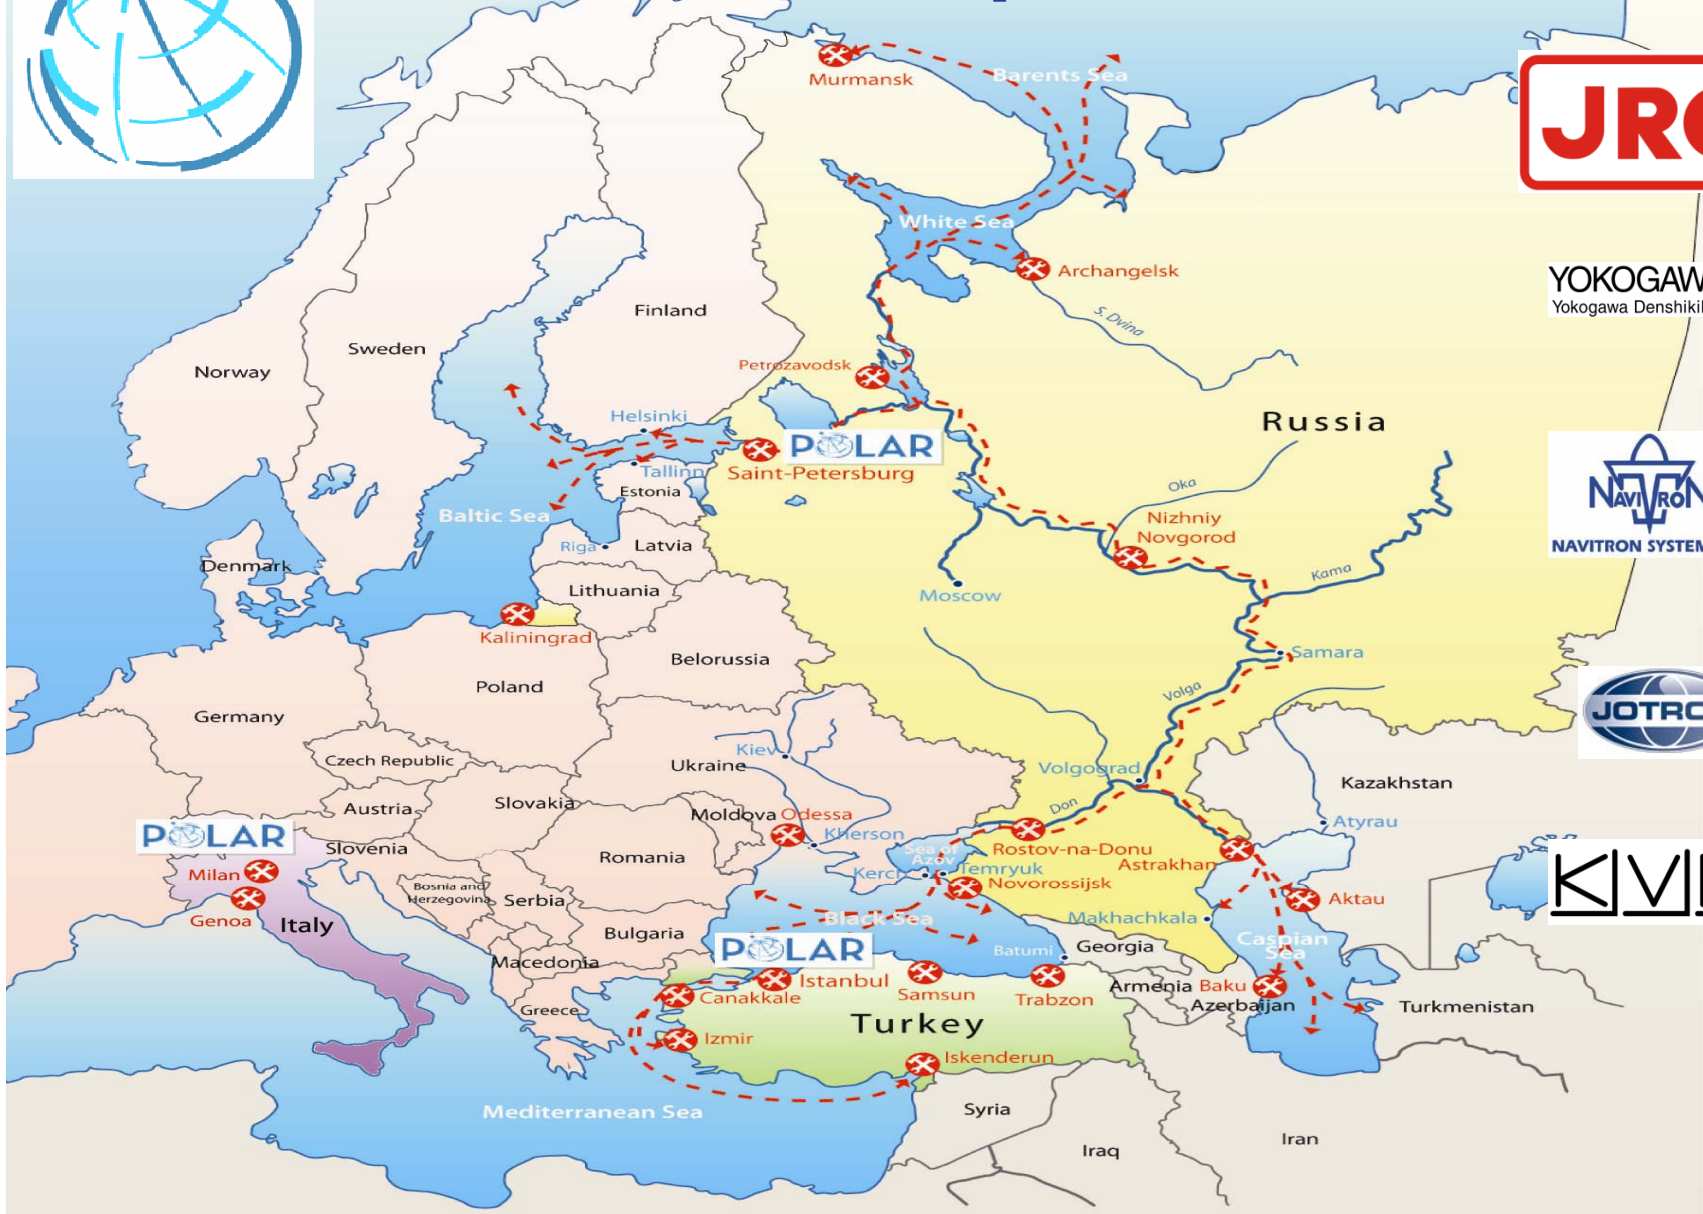 Murmansk
Barents Sea
JRC
White Sea
Archangelsk
YOKOGAWA
Yokogawa Denshiki
S. Dvina
Finland
Sweden
Norway
Petrozavodsk
Russia
Helsinki
POLAR
Saint-Petersburg
Tallinn
Estonia
Oka
NAVITRON
NAVITRON SYSTEM
Baltic Sea
Nizhniy
Novgorod
Riga
Latvia
Denmark
Kama
Lithuania
Moscow
Kaliningrad
Samara
Belorussia
Poland
Volga
Germany
JOTRO
Kiev
Czech Republic
Ukraine
Volgograd
Kazakhstan
Austria
Slovakia
Don
Moldova
Odessa
Atyrau
POLAR
Kherson
Slovenia
Sea of
Azov
Rostov-na-Donu
Romania
Astrakhan
Milan
Kerch
Temryuk
Novorossijsk
Bosnia and
Herzegovina
Serbia
Aktau
KVH
Genoa
Italy
Black Sea
Makhachkala
Bulgaria
Caspian
Sea
POLAR
Batumi
Georgia
Macedonia
Istanbul
Canakkale
Samsun
Trabzon
Armenia
Baku
Azerbaijan
Turkmenistan
Greece
Turkey
Izmir
Iskenderun
Mediterranean Sea
Syria
Iraq
Iran